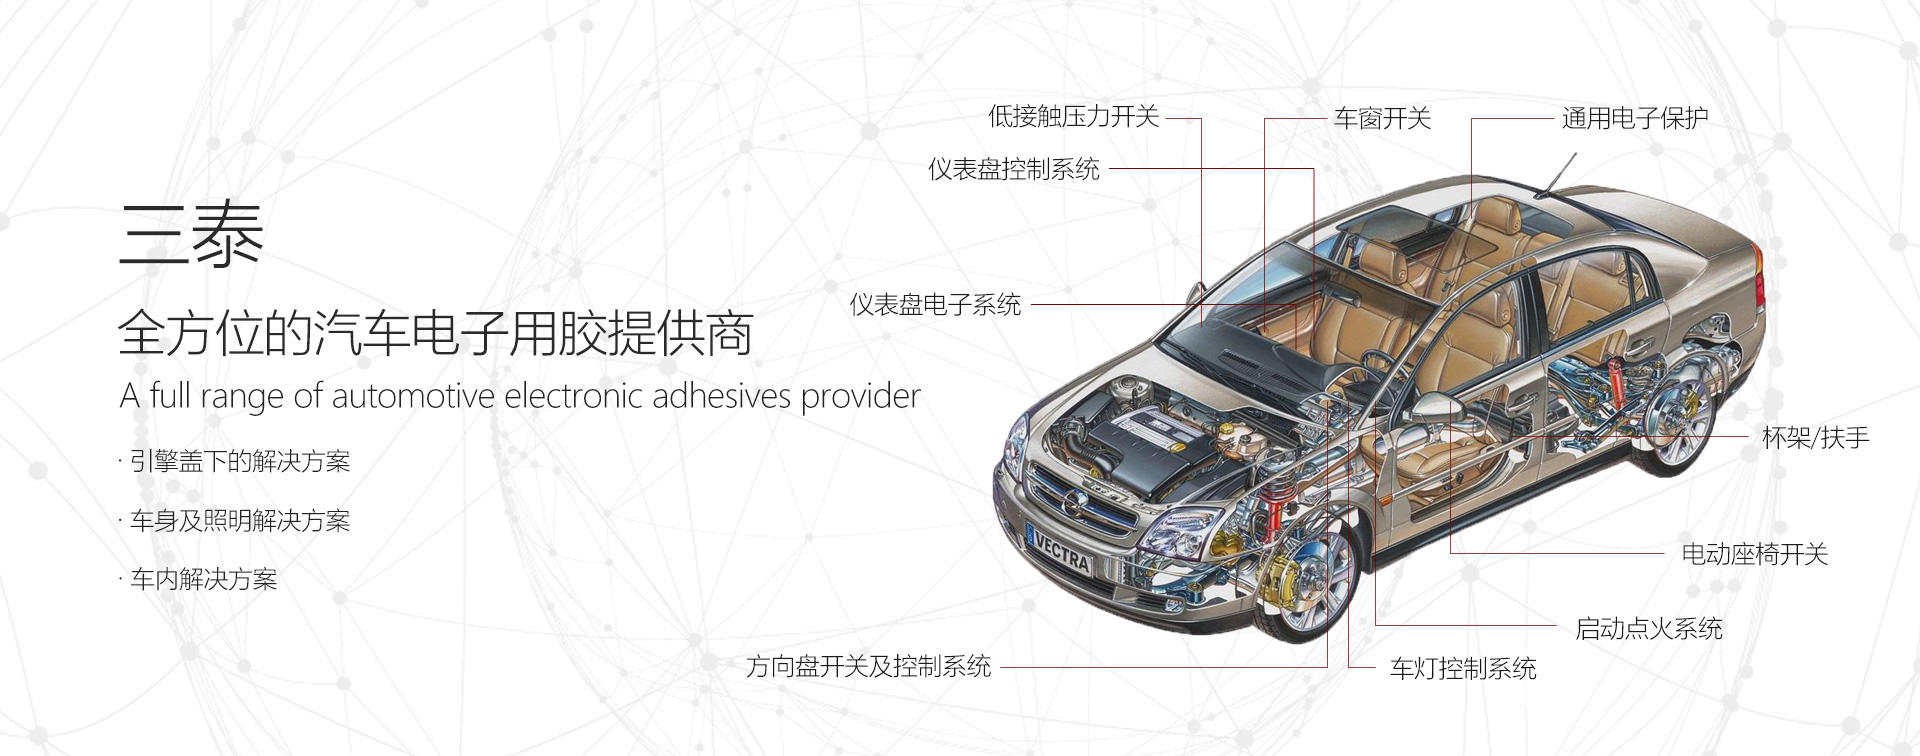 三泰
全方位的汽车电子用胶提供商
A full range of automotive electronic adhesives provider
· 引擎盖下的解决方案
· 车身及照明解决方案
· 车内解决方案
低接触压力开关
车窗开关
通用电子保护
仪表盘控制系统
仪表盘电子系统
杯架/扶手
电动座椅开关
启动点火系统
方向盘开关及控制系统
车灯控制系统
VECTRA